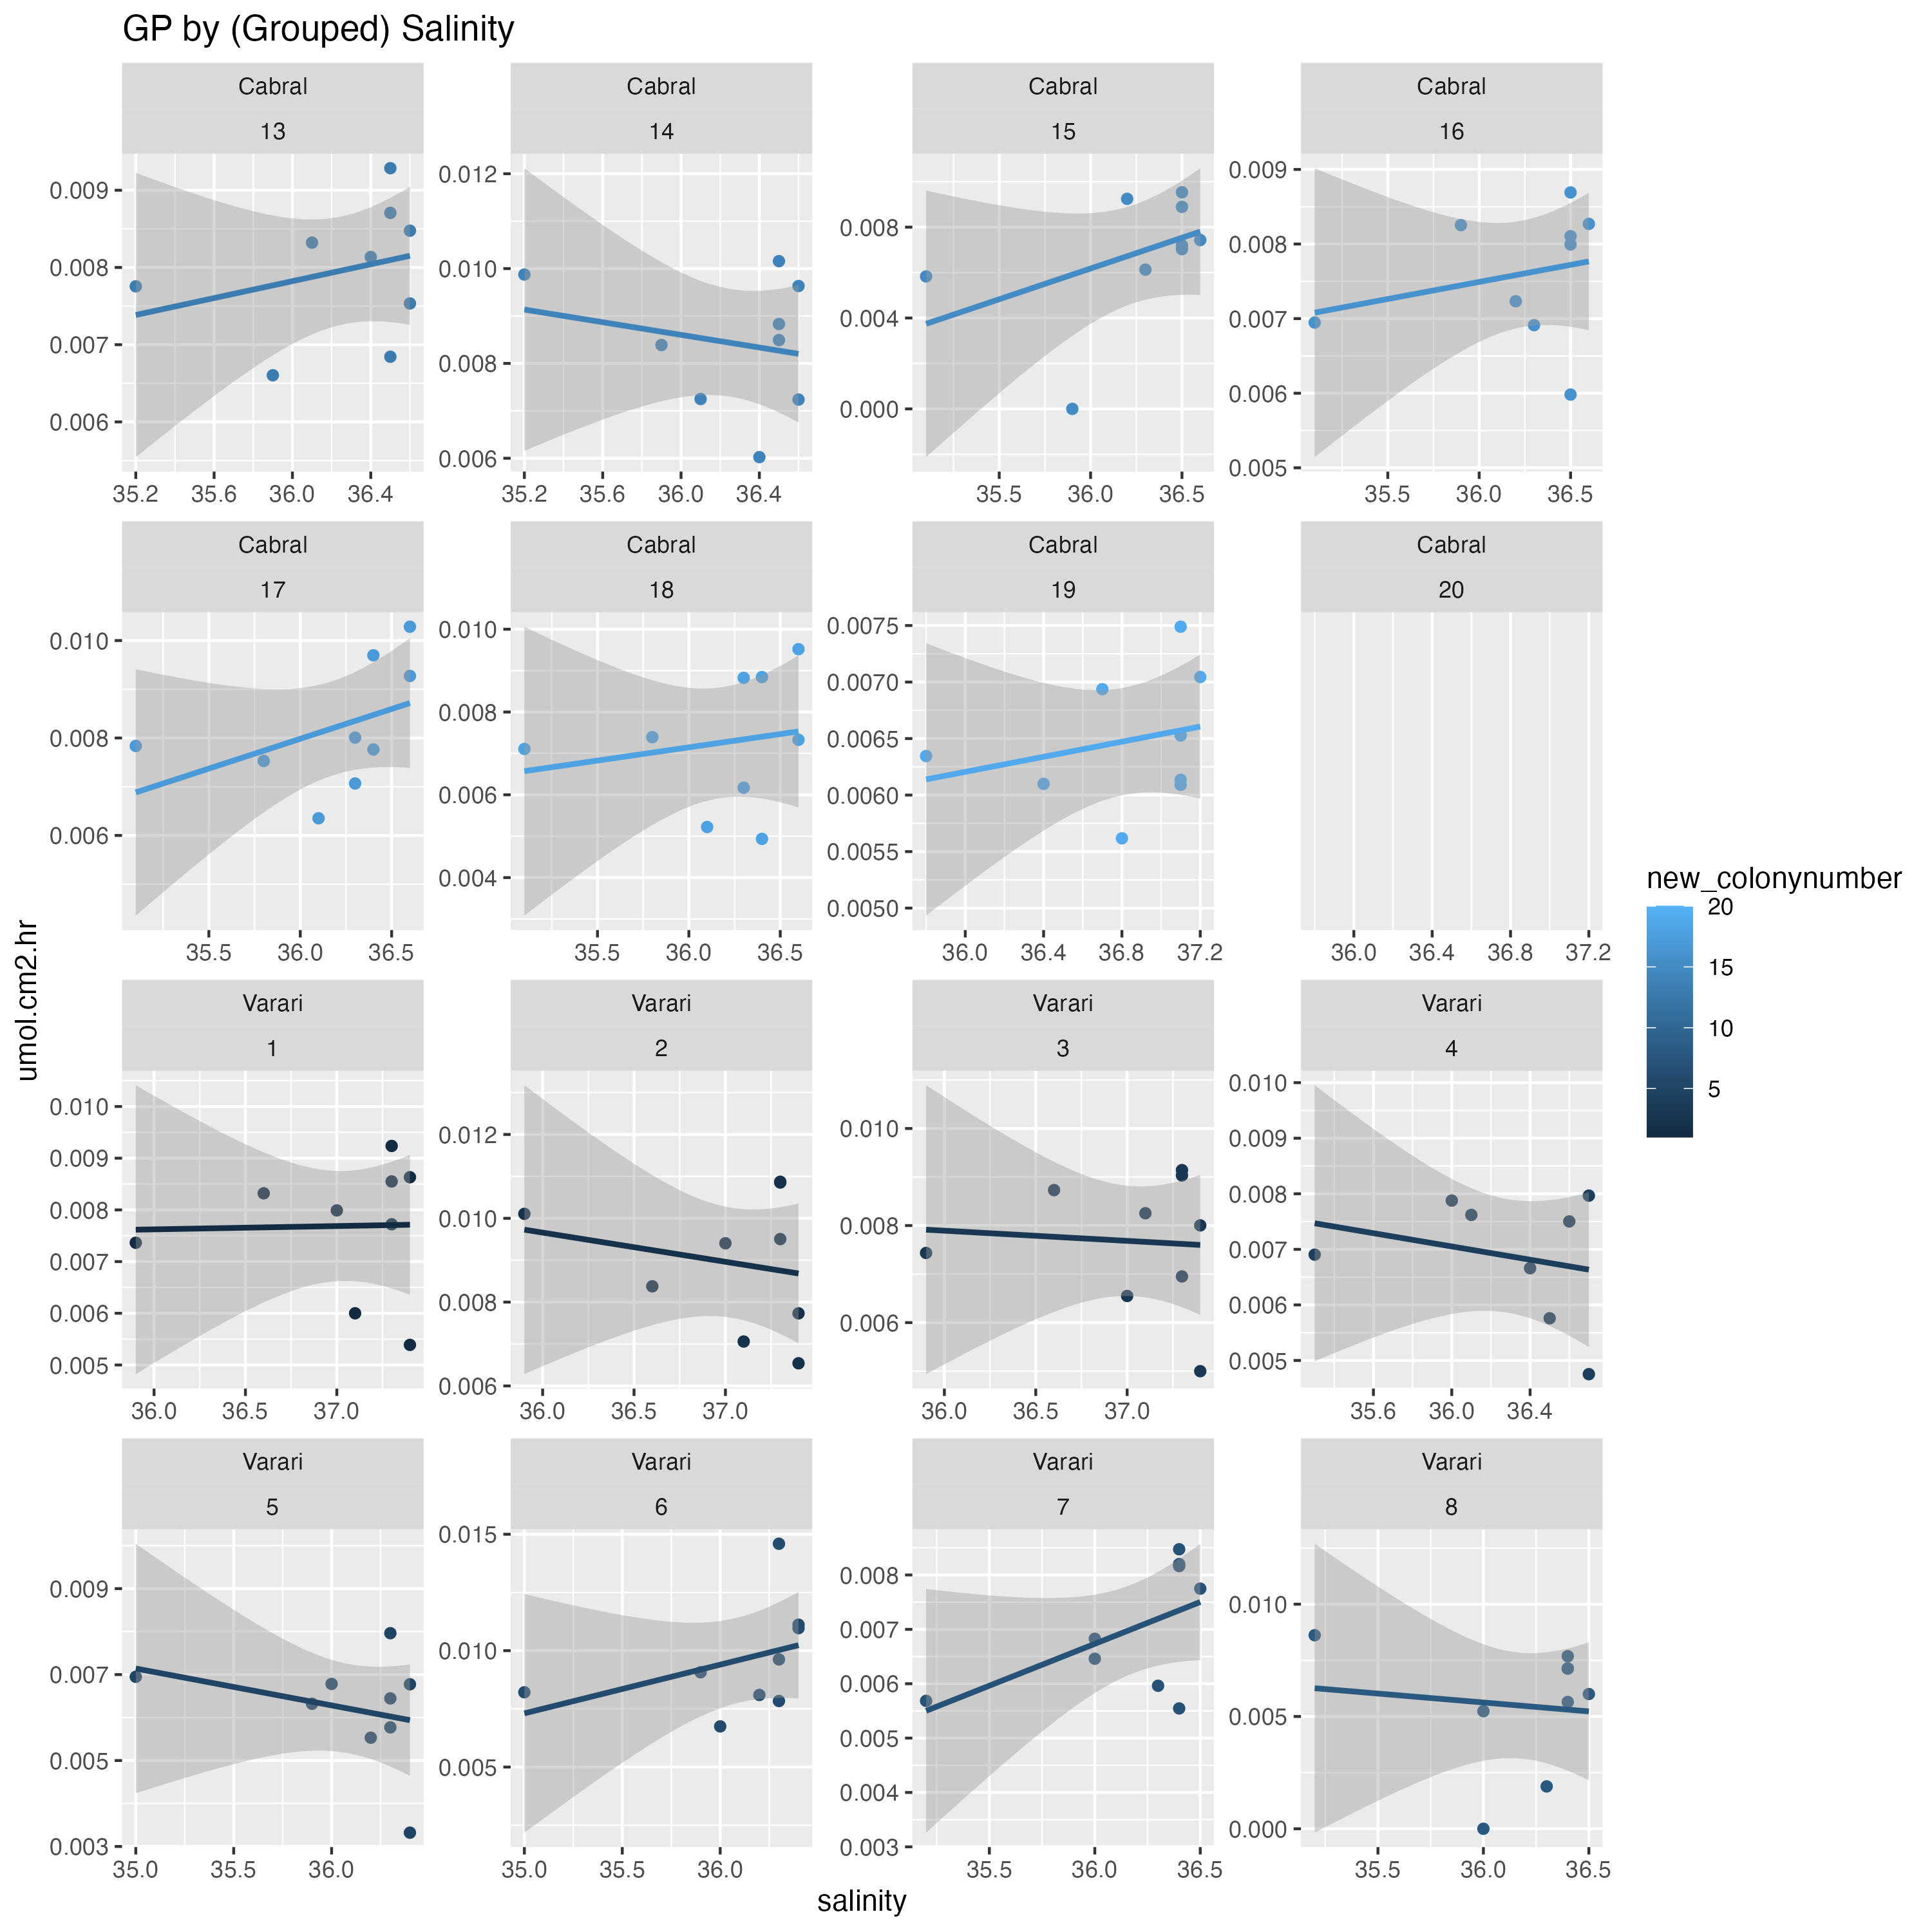 GP by (Grouped) Salinity
Cabral Cabral Cabral Cabral
13 14 15 16
0.009 0.008 0.007 0.006
0.012 0.010 0.008 0.006
0.008 0.004 0.000
0.009 0.008 0.007 0.006 0.005
35.2 35.6 36.0 36.4 35.2 35.6 36.0 36.4 35.5 36.0 36.5 35.5 36.0 36.5
Cabral Cabral Cabral Cabral
17 18 19 20
0.010 0.008 0.006
0.010 0.008 0.006 0.004
0.0075 0.0070 0.0065 0.0060 0.0055 0.0050
35.5 36.0 36.5 35.5 36.0 36.5 36.0 36.4 36.8 37.2 36.0 36.4 36.8 37.2
Varari Varari Varari Varari
1 2 3 4
0.010 0.009 0.008 0.007 0.006 0.005
0.012 0.010 0.008 0.006
0.010 0.008 0.006
0.010 0.009 0.008 0.007 0.006 0.005
36.0 36.5 37.0 36.0 36.5 37.0 36.0 36.5 37.0 35.6 36.0 36.4
Varari Varari Varari Varari
5 6 7 8
0.009 0.007 0.005 0.003
0.015 0.010 0.005
0.008 0.007 0.006 0.005 0.004 0.003
0.010 0.005 0.000
35.0 35.5 36.0 35.0 35.5 36.0 35.5 36.0 36.5 35.5 36.0 36.5
salinity
umol.cm2.hr
new_colonynumber
20
15
10
5